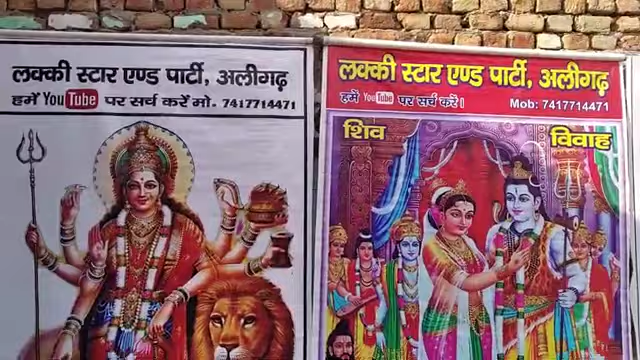 लक्की स्टार एण्ड पार्टी, अलीगढ़
हमें YouTube पर सर्च करें मो. 7417714471
लक्की स्टार एण्ड पार्टी, अलीगढ़
हमें YouTube पर सर्च करें। Mob: 7417714471
शिव विवाह